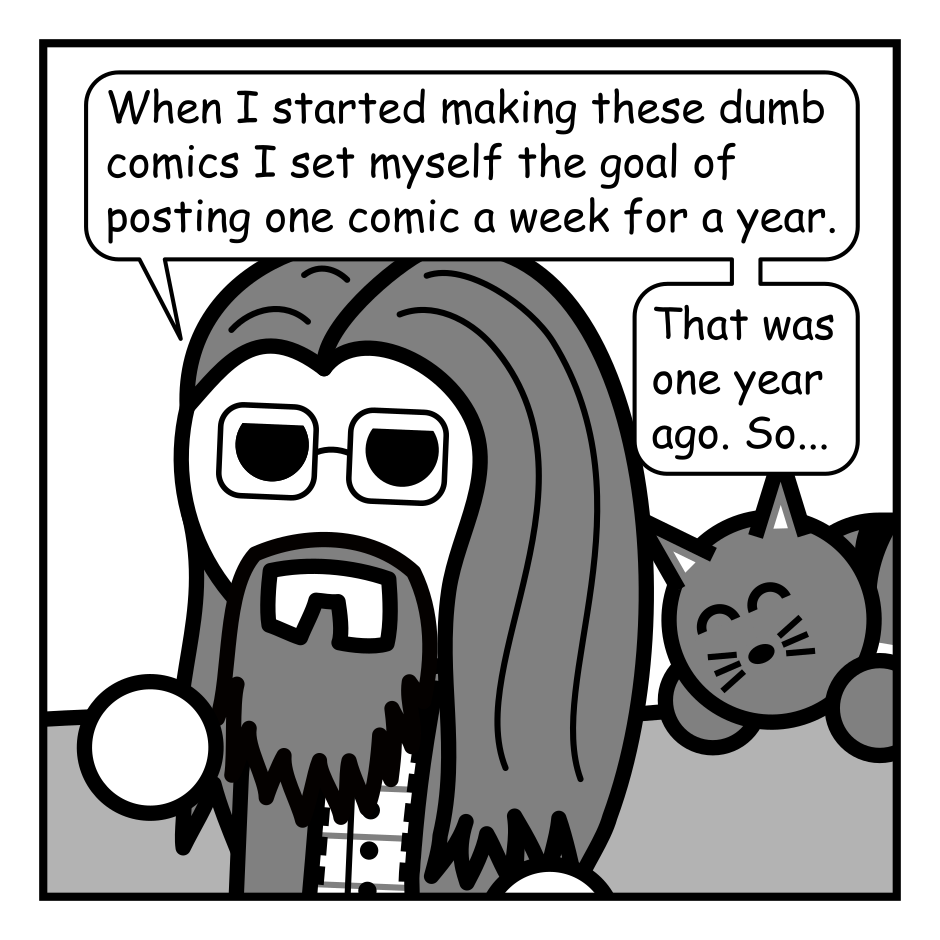 When I started making these dumb
comics I set myself the goal of
posting one comic a week for a year.
That was
one year
ago. So...